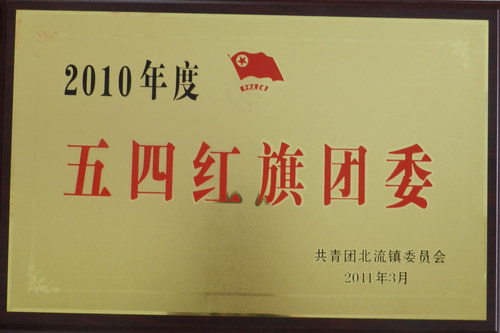 2010年度
五四红旗团委
共青团北流镇委员会
2011年3月